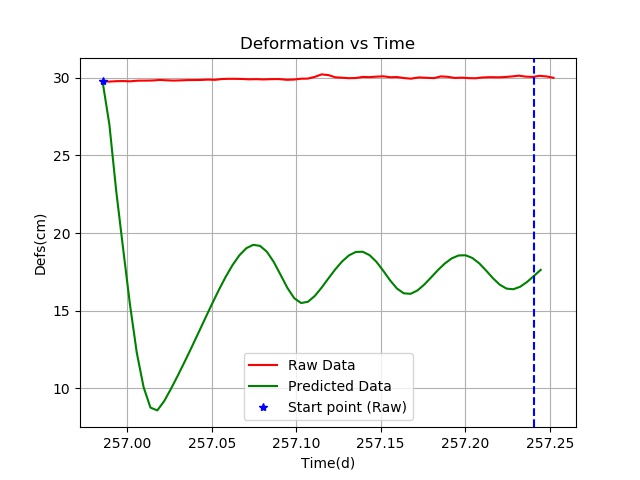 Deformation vs Time
30
25
20
15
10
Defs(cm)
Raw Data
Predicted Data
Start point (Raw)
257.00 257.05 257.10 257.15 257.20 257.25
Time(d)